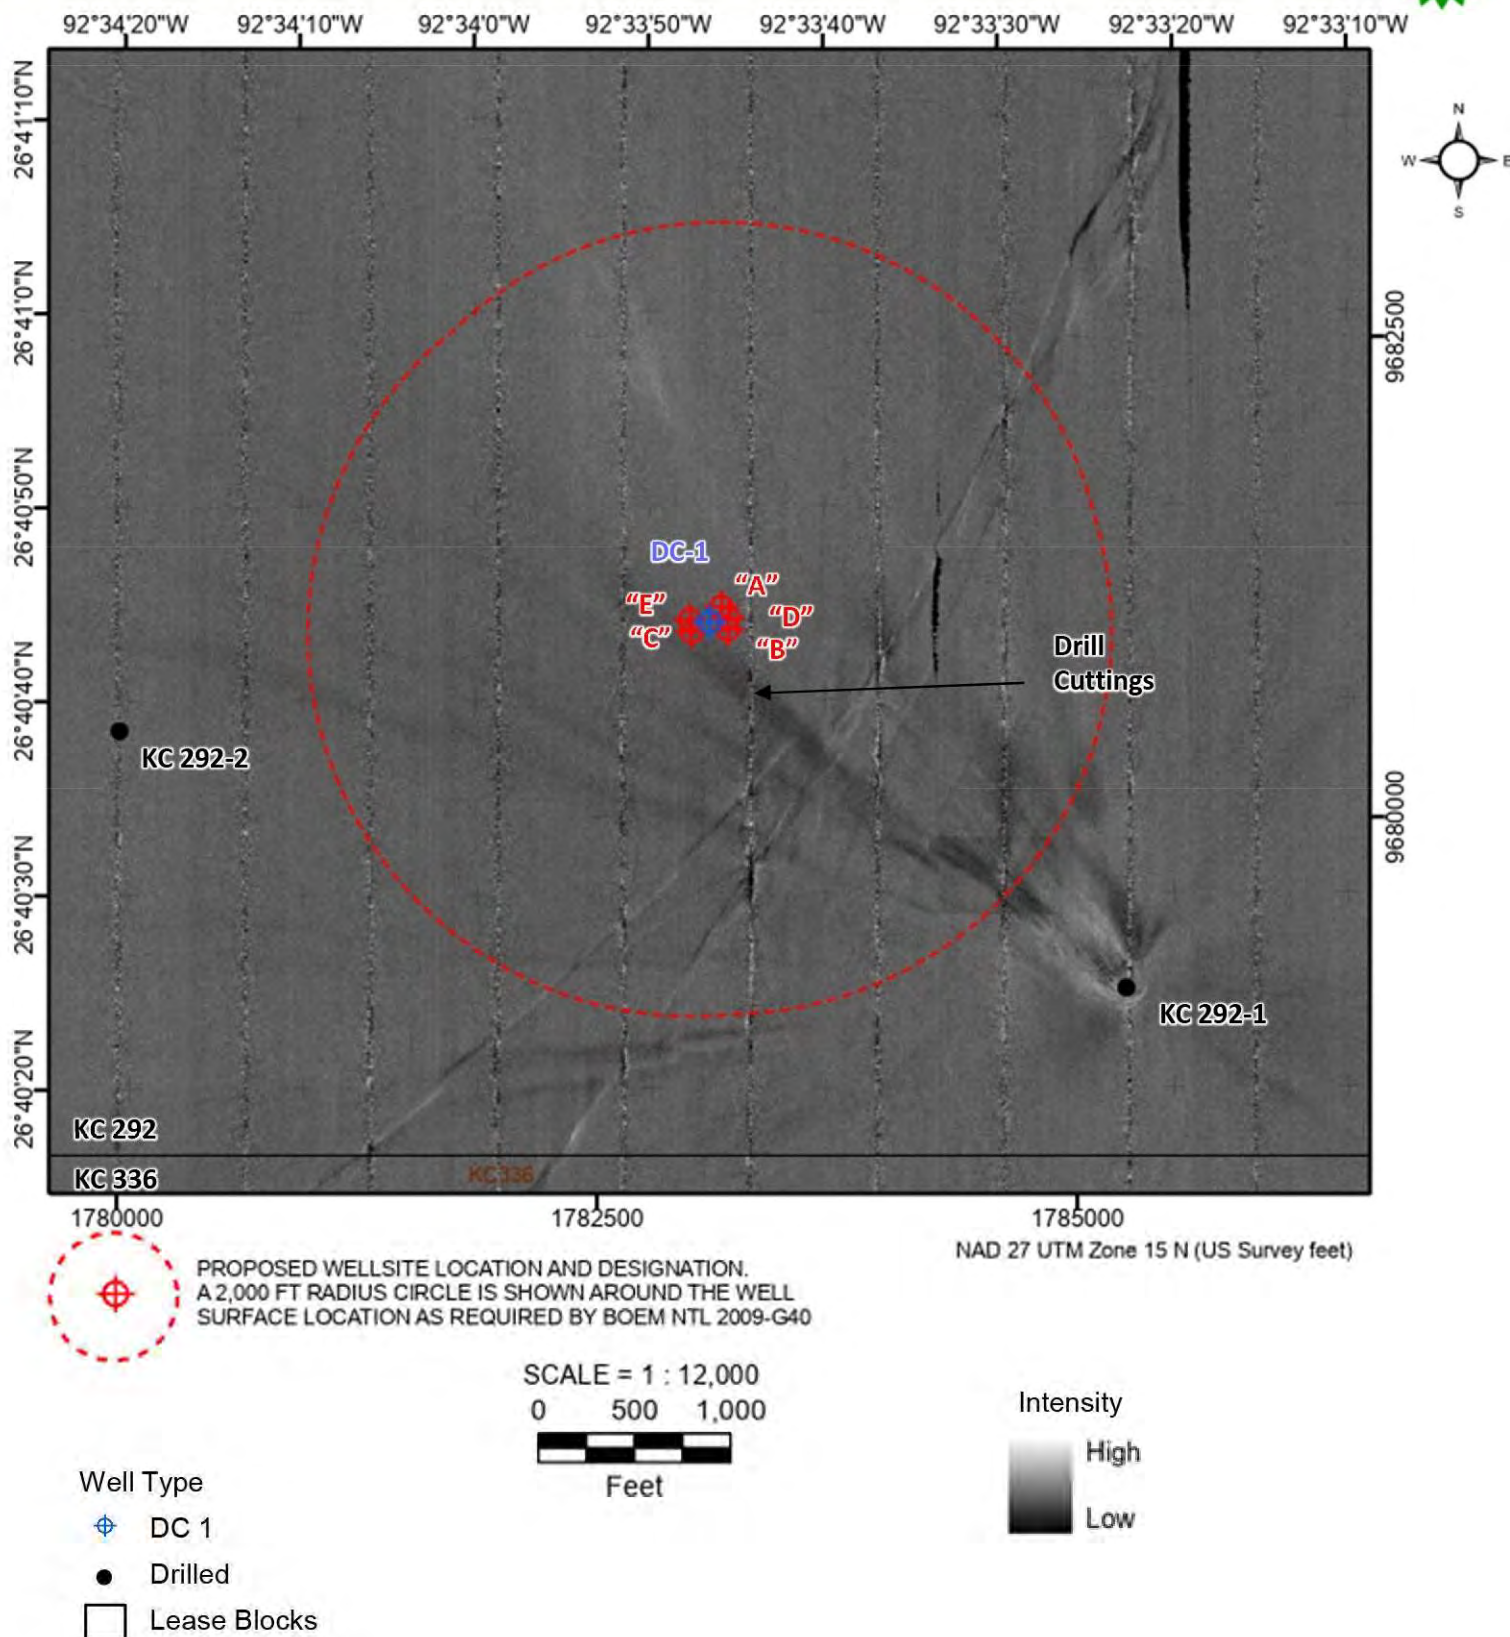 92°34'20"W 92°34'10"W 92°34'0"W 92°33'50"W 92°33'40"W 92°33'30"W 92°33'20"W 92°33'10"W
26°41'10"N
N
W E
S
26°41'0"N
9682500
26°40'50"N
DC-1
"A"
"E"
"D"
"C"
"B"
Drill
Cuttings
26°40'40"N
KC 292-2
9680000
26°40'30"N
KC 292-1
26°40'20"N
KC 292
KC 336
KC336
1780000 1782500 1785000
NAD 27 UTM Zone 15 N (US Survey feet)
PROPOSED WELLSITE LOCATION AND DESIGNATION.
A 2,000 FT RADIUS CIRCLE IS SHOWN AROUND THE WELL
SURFACE LOCATION AS REQUIRED BY BOEM NTL 2009-G40
SCALE = 1 : 12,000
0 500 1,000
Feet
Intensity
High
Low
Well Type
DC 1
Drilled
Lease Blocks